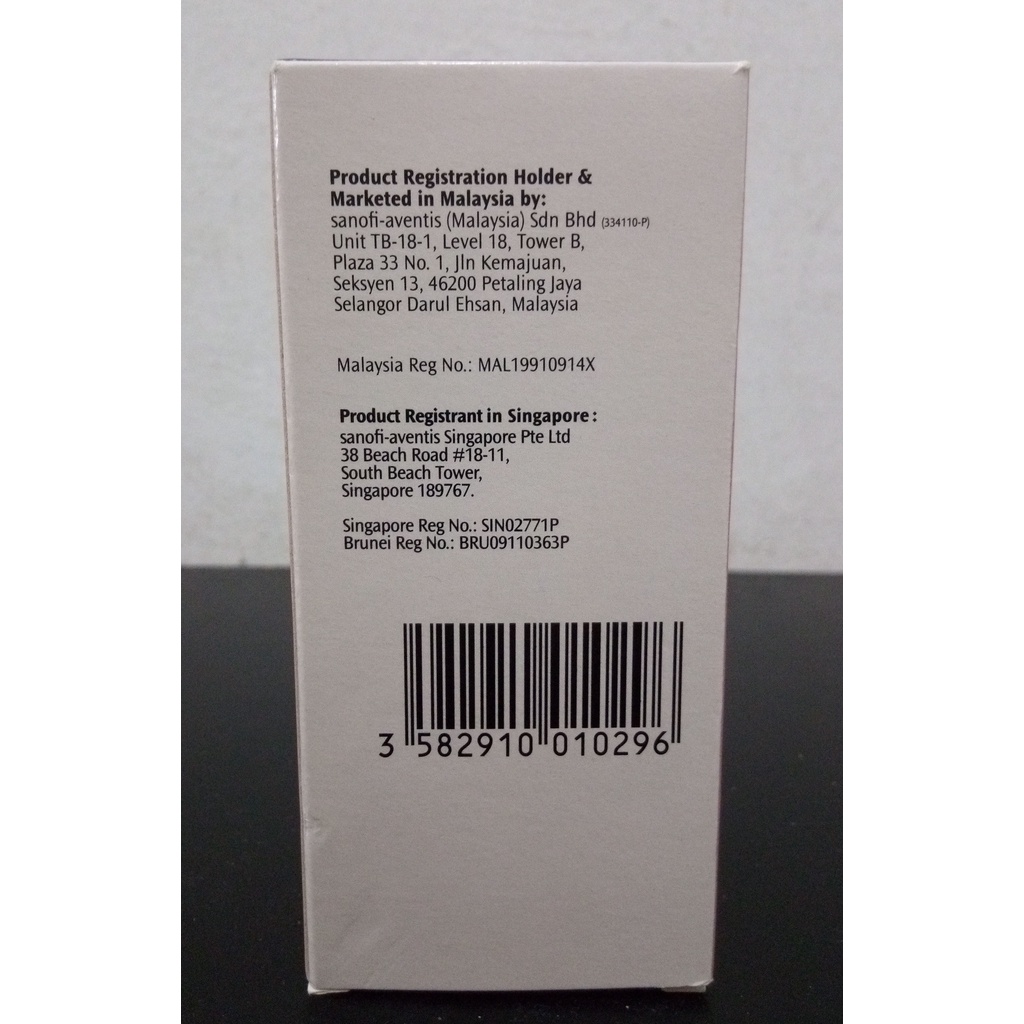 Product Registration Holder &
Marketed in Malaysia by:
sanofi-aventis (Malaysia) Sdn Bhd (334110-P)
Unit TB-18-1, Level 18, Tower B,
Plaza 33 No. 1, Jln Kemajuan,
Seksyen 13, 46200 Petaling Jaya
Selangor Darul Ehsan, Malaysia
Malaysia Reg No.: MAL19910914X
Product Registrant in Singapore :
sanofi-aventis Singapore Pte Ltd
38 Beach Road #18-11,
South Beach Tower,
Singapore 189767.
Singapore Reg No.: SIN02771P
Brunei Reg No.: BRU09110363P
3 582910 010296